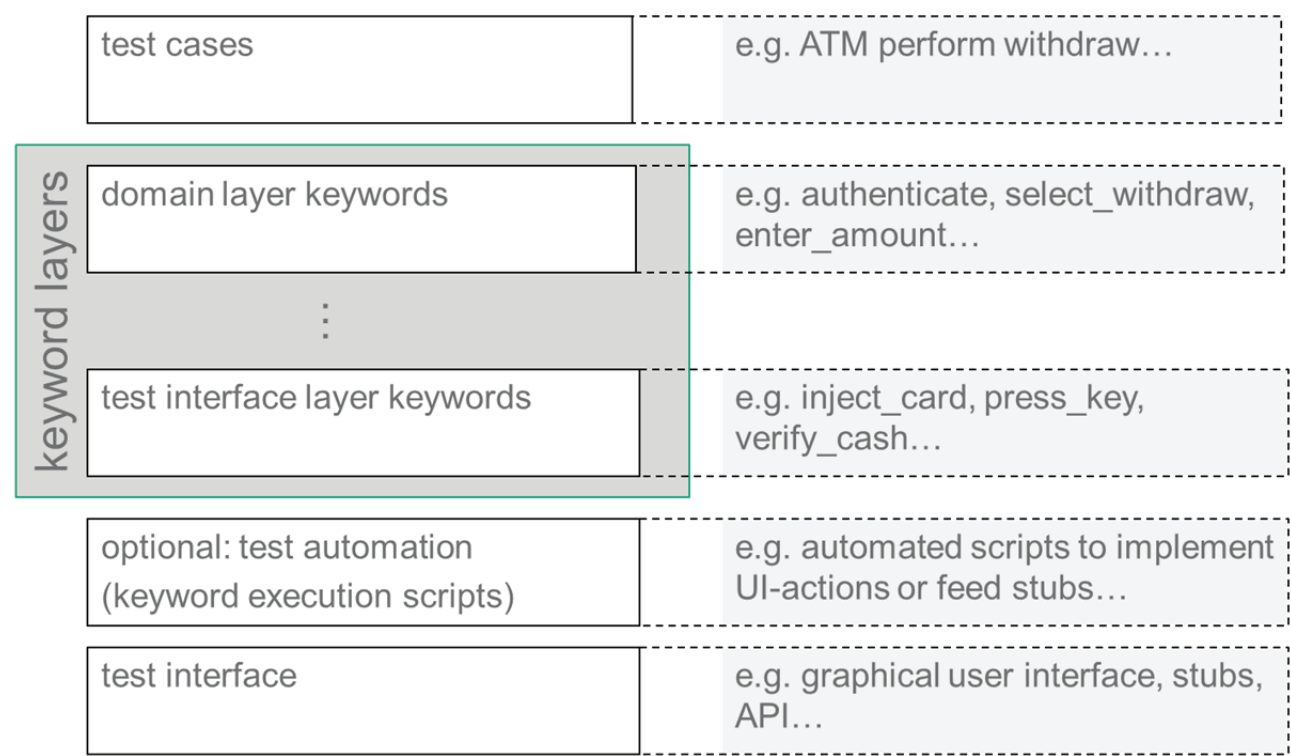 test cases
e.g. ATM perform withdraw…
keyword layers
domain layer keywords
e.g. authenticate, select_withdraw,
enter_amount…
⋮
test interface layer keywords
e.g. inject_card, press_key,
verify_cash…
optional: test automation
(keyword execution scripts)
e.g. automated scripts to implement
UI-actions or feed stubs…
test interface
e.g. graphical user interface, stubs,
API…